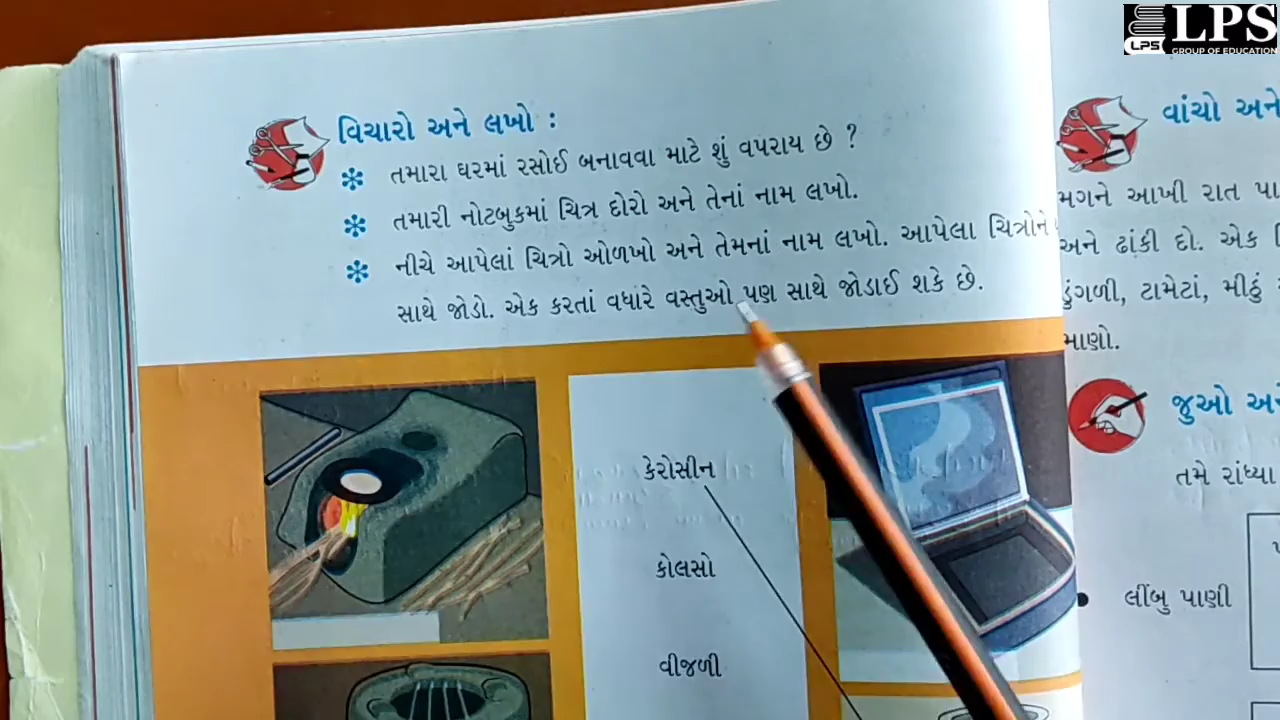 LPS
LPS
GROUP OF EDUCATION
વિચારો અને લખો :
તમારા ઘરમાં રસોઈ બનાવવા માટે શું વપરાય છે ?
તમારી નોટબુકમાં ચિત્ર દોરો અને તેનાં નામ લખો.
નીચે આપેલાં ચિત્રો ઓળખો અને તેમનાં નામ લખો. આપેલા ચિત્રોને
સાથે જોડો. એક કરતાં વધારે વસ્તુઓ પણ સાથે જોડાઈ શકે છે.
કેરોસીન
કોલસો
વીજળી
વાંચો અને
મગને આખી રાત પા
અને ઢાંકી દો. એક
ડુંગળી, ટામેટાં, મીઠું
માણો.
જુઓ અને
તમે રાંધ્યા
લીંબુ પાણી